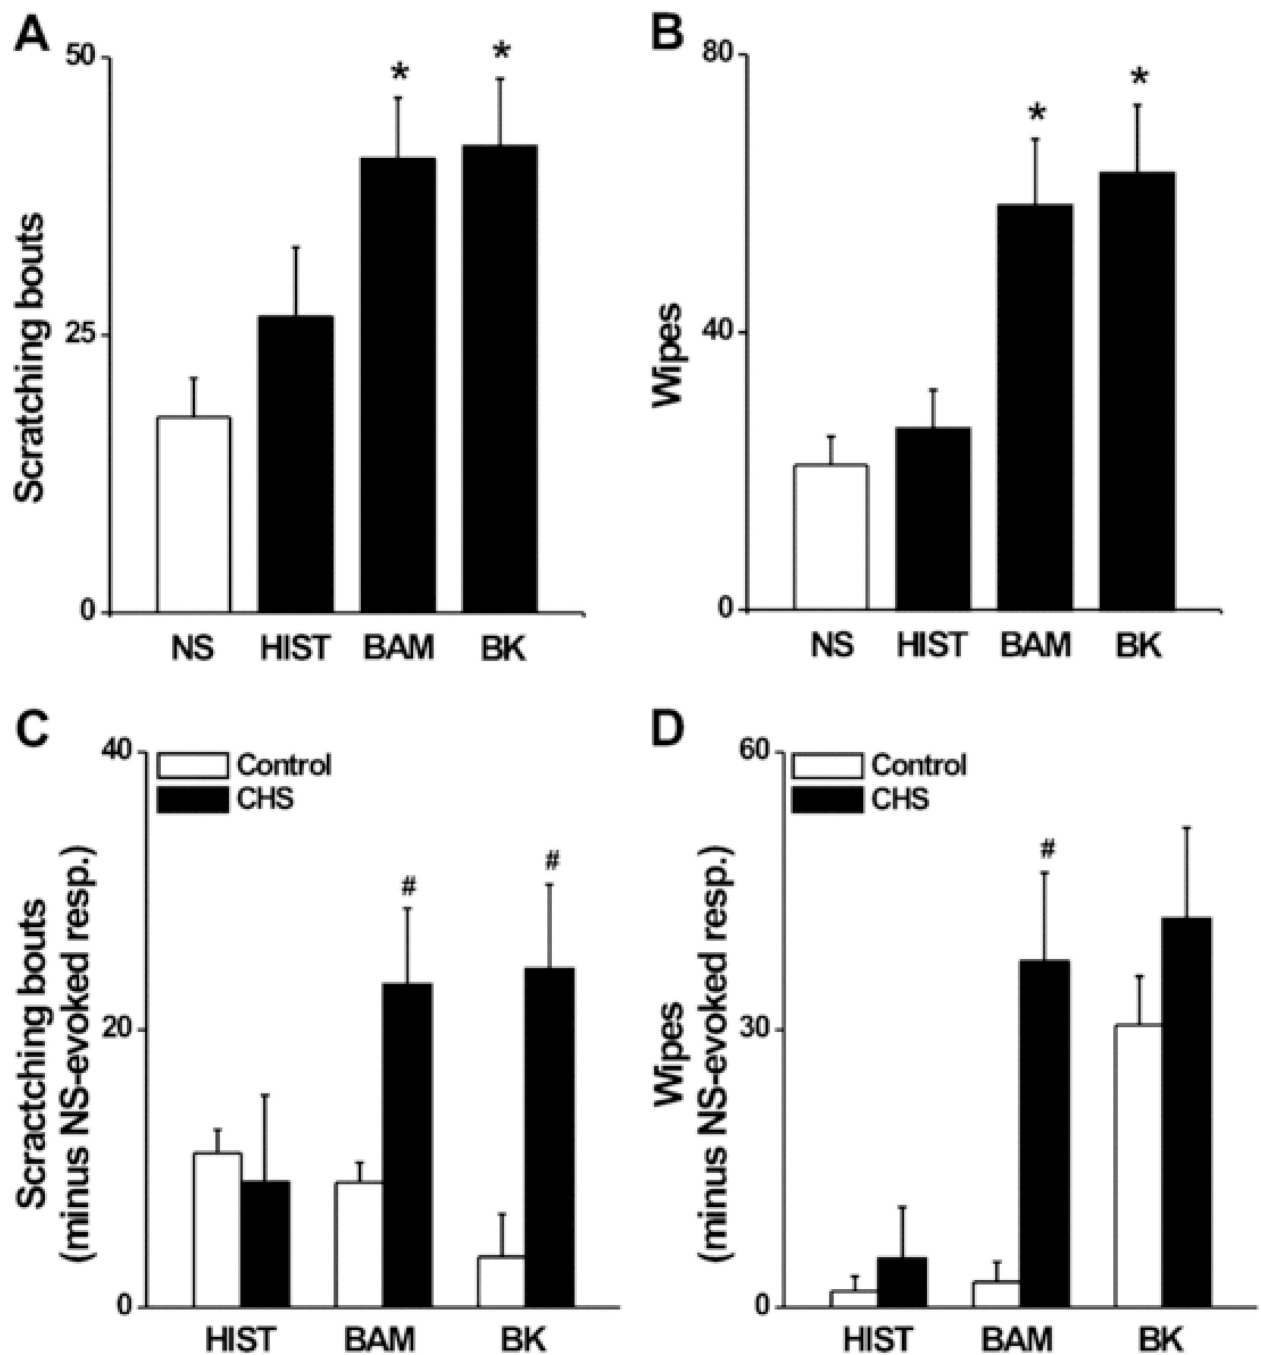 A
50
25
0
Scratching bouts
*
*
NS HIST BAM BK
B
80
40
0
Wipes
*
*
NS HIST BAM BK
C
40
20
0
Scractching bouts
(minus NS-evoked resp.)
Control
CHS
#
#
HIST BAM BK
D
60
30
0
Wipes
(minus NS-evoked resp.)
Control
CHS
#
HIST BAM BK